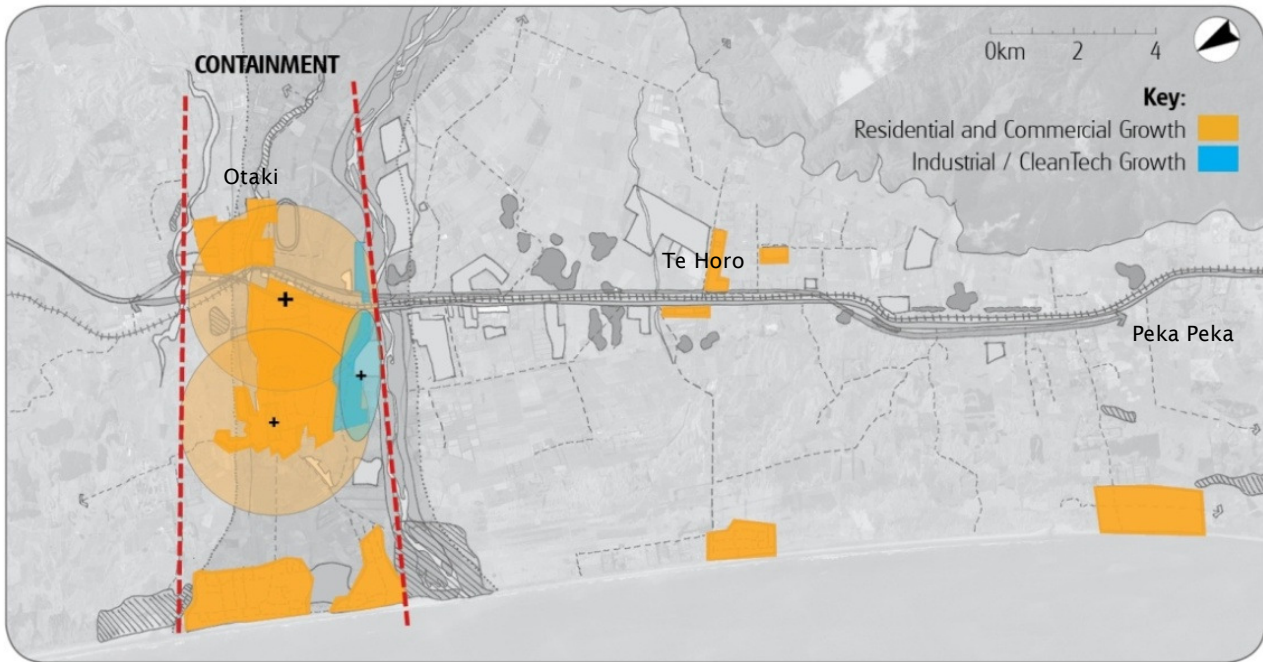 CONTAINMENT
0km 2 4
Key:
Residential and Commercial Growth
Industrial / CleanTech Growth
Otaki
Te Horo
Peka Peka